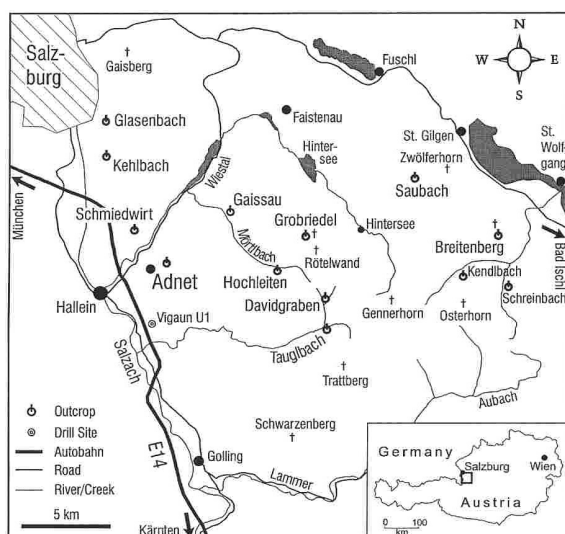 Salz-
burg
Gaisberg
Fuschl
N
W E
S
Glasenbach
Faistenau
St. Gilgen
St. Wolf-
gang
Kehlbach
Wiestal
Hinter-
see
Zwölferhorn
Saubach
München
Schmiedwirt
Gaissau
Grobriedel
Hintersee
Breitenberg
Bad Ischl
Mörtlbach
Rötelwand
Adnet
Hochleiten
Kendlbach
Hallein
Davidgraben
Gennerhorn
Osterhorn
Schreinbach
Vigaun U1
Salzach
Tauglbach
Trattberg
Aubach
Outcrop
Drill Site
Autobahn
Road
River/Creek
5 km
E14
Schwarzenberg
Golling
Lammer
Kärnten
Germany
Salzburg
Wien
Austria
0 100
km